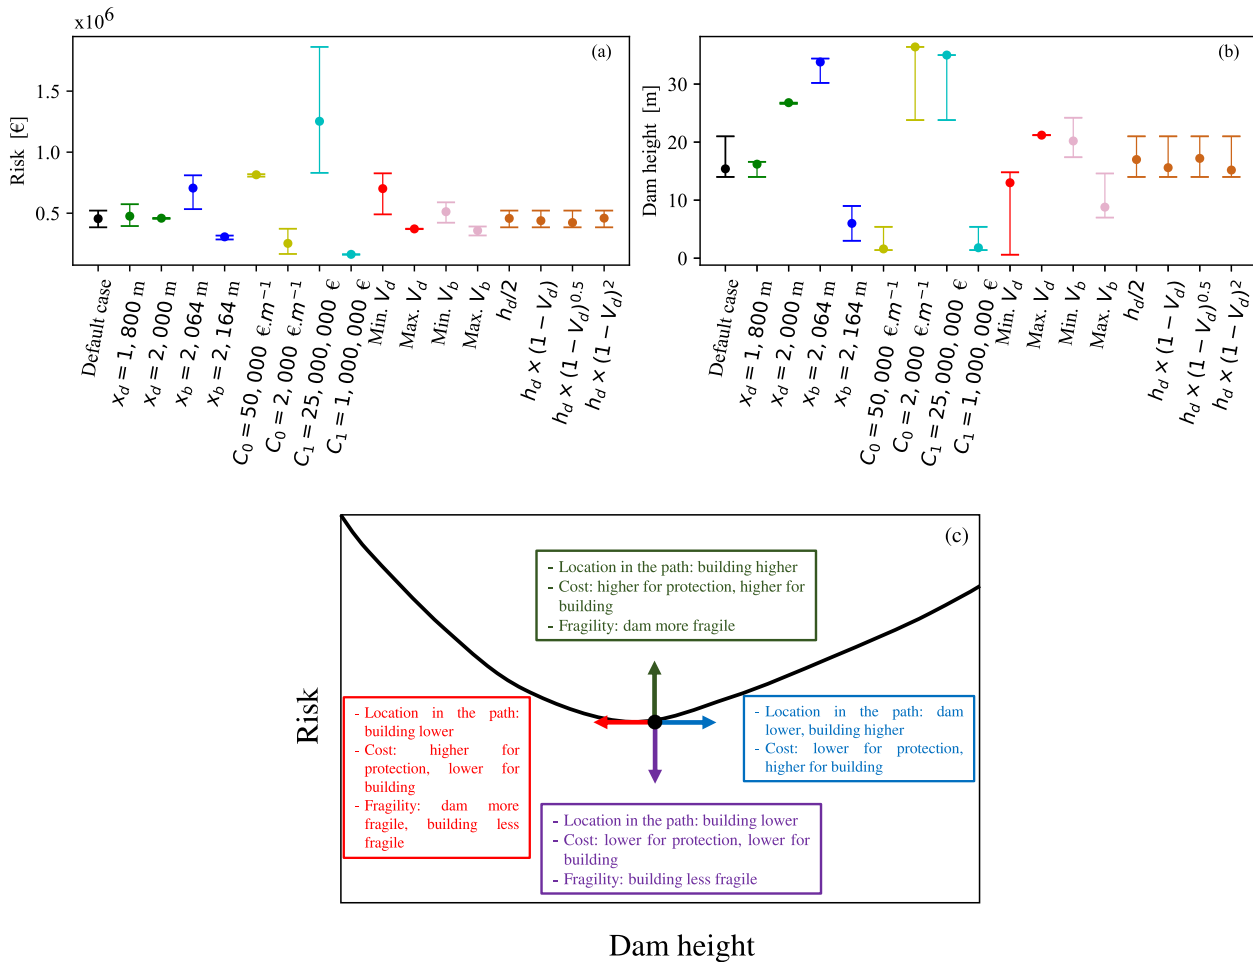 x10⁶
(a)
Risk [€]
1.5
1.0
0.5
Default case
x_d = 1, 800 m
x_d = 2, 000 m
x_b = 2, 064 m
x_b = 2, 164 m
C_0 = 50, 000 €.m⁻¹
C_0 = 2, 000 €.m⁻¹
C_1 = 25, 000, 000 €
C_1 = 1, 000, 000 €
Min. V_d
Max. V_d
Min. V_b
Max. V_b
h_d/2
h_d × (1 − V_d)
h_d × (1 − V_d)^0.5
h_d × (1 − V_d)²
(b)
Dam height [m]
30
20
10
0
Default case
x_d = 1, 800 m
x_d = 2, 000 m
x_b = 2, 064 m
x_b = 2, 164 m
C_0 = 50, 000 €.m⁻¹
C_0 = 2, 000 €.m⁻¹
C_1 = 25, 000, 000 €
C_1 = 1, 000, 000 €
Min. V_d
Max. V_d
Min. V_b
Max. V_b
h_d/2
h_d × (1 − V_d)
h_d × (1 − V_d)^0.5
h_d × (1 − V_d)²
(c)
- Location in the path: building higher
- Cost: higher for protection, higher for
building
- Fragility: dam more fragile
Risk
- Location in the path:
building lower
- Cost: higher for
protection, lower for
building
- Fragility: dam more
fragile, building less
fragile
- Location in the path: dam
lower, building higher
- Cost: lower for protection,
higher for building
- Location in the path: building lower
- Cost: lower for protection, lower for
building
- Fragility: building less fragile
Dam height